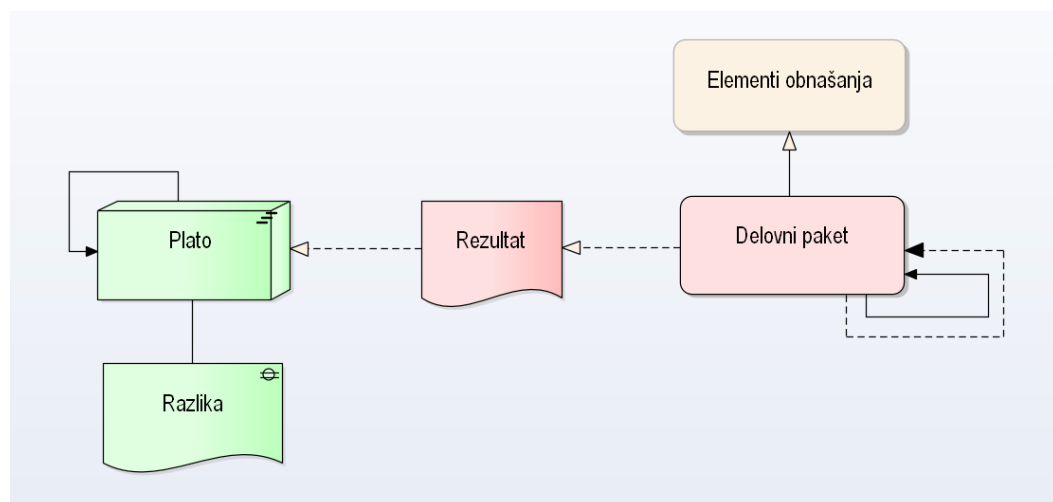 Elementi obnašanja
Plato
Rezultat
Delovni paket
Razlika